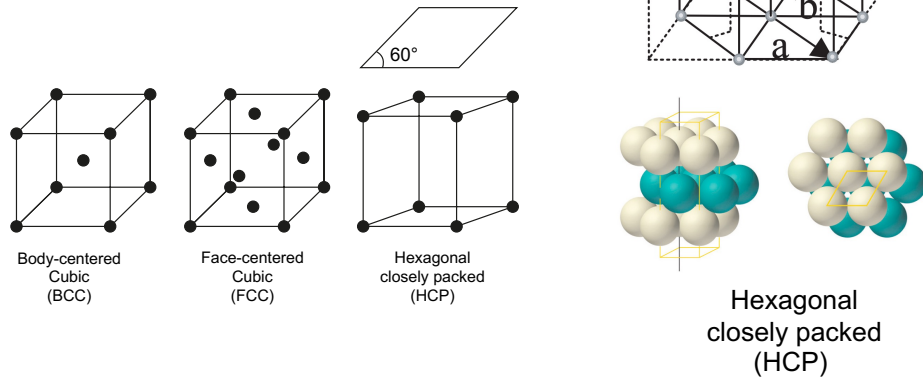 60°
b
a
Body-centered
Cubic
(BCC)
Face-centered
Cubic
(FCC)
Hexagonal
closely packed
(HCP)
Hexagonal
closely packed
(HCP)